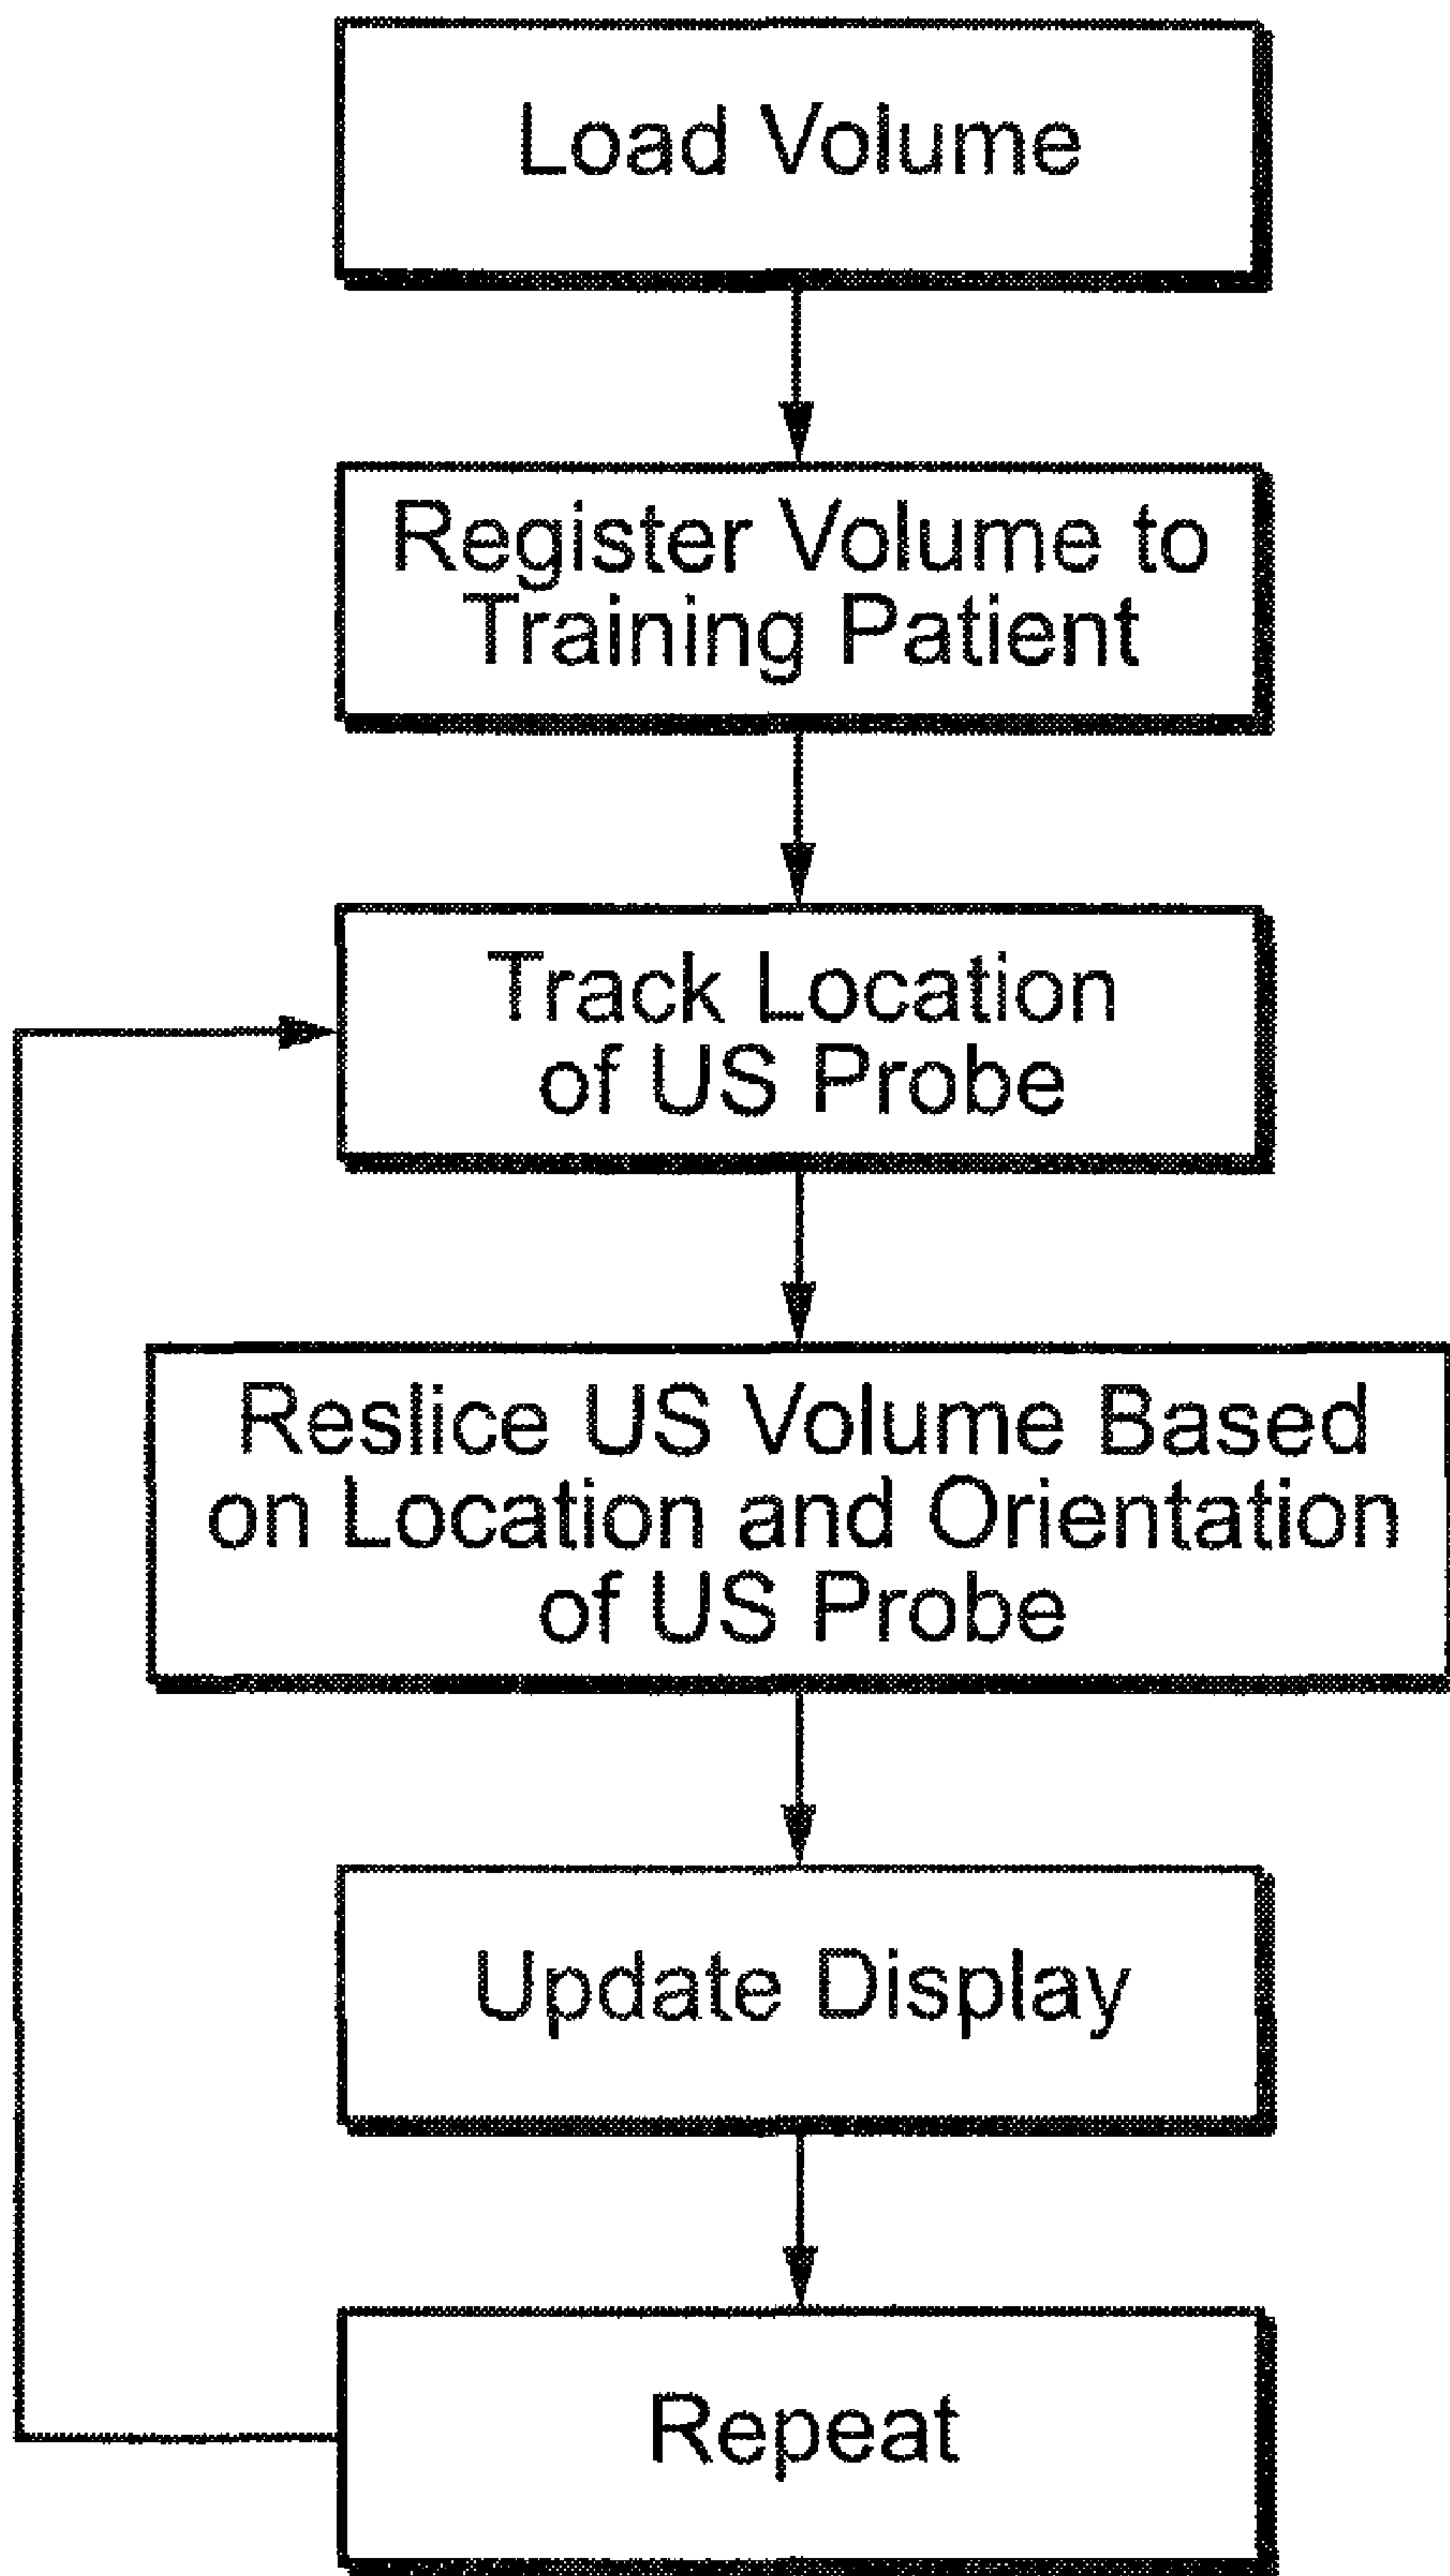 Load Volume
Register Volume to
Training Patient
Track Location
of US Probe
Reslice US Volume Based
on Location and Orientation
of US Probe
Update Display
Repeat